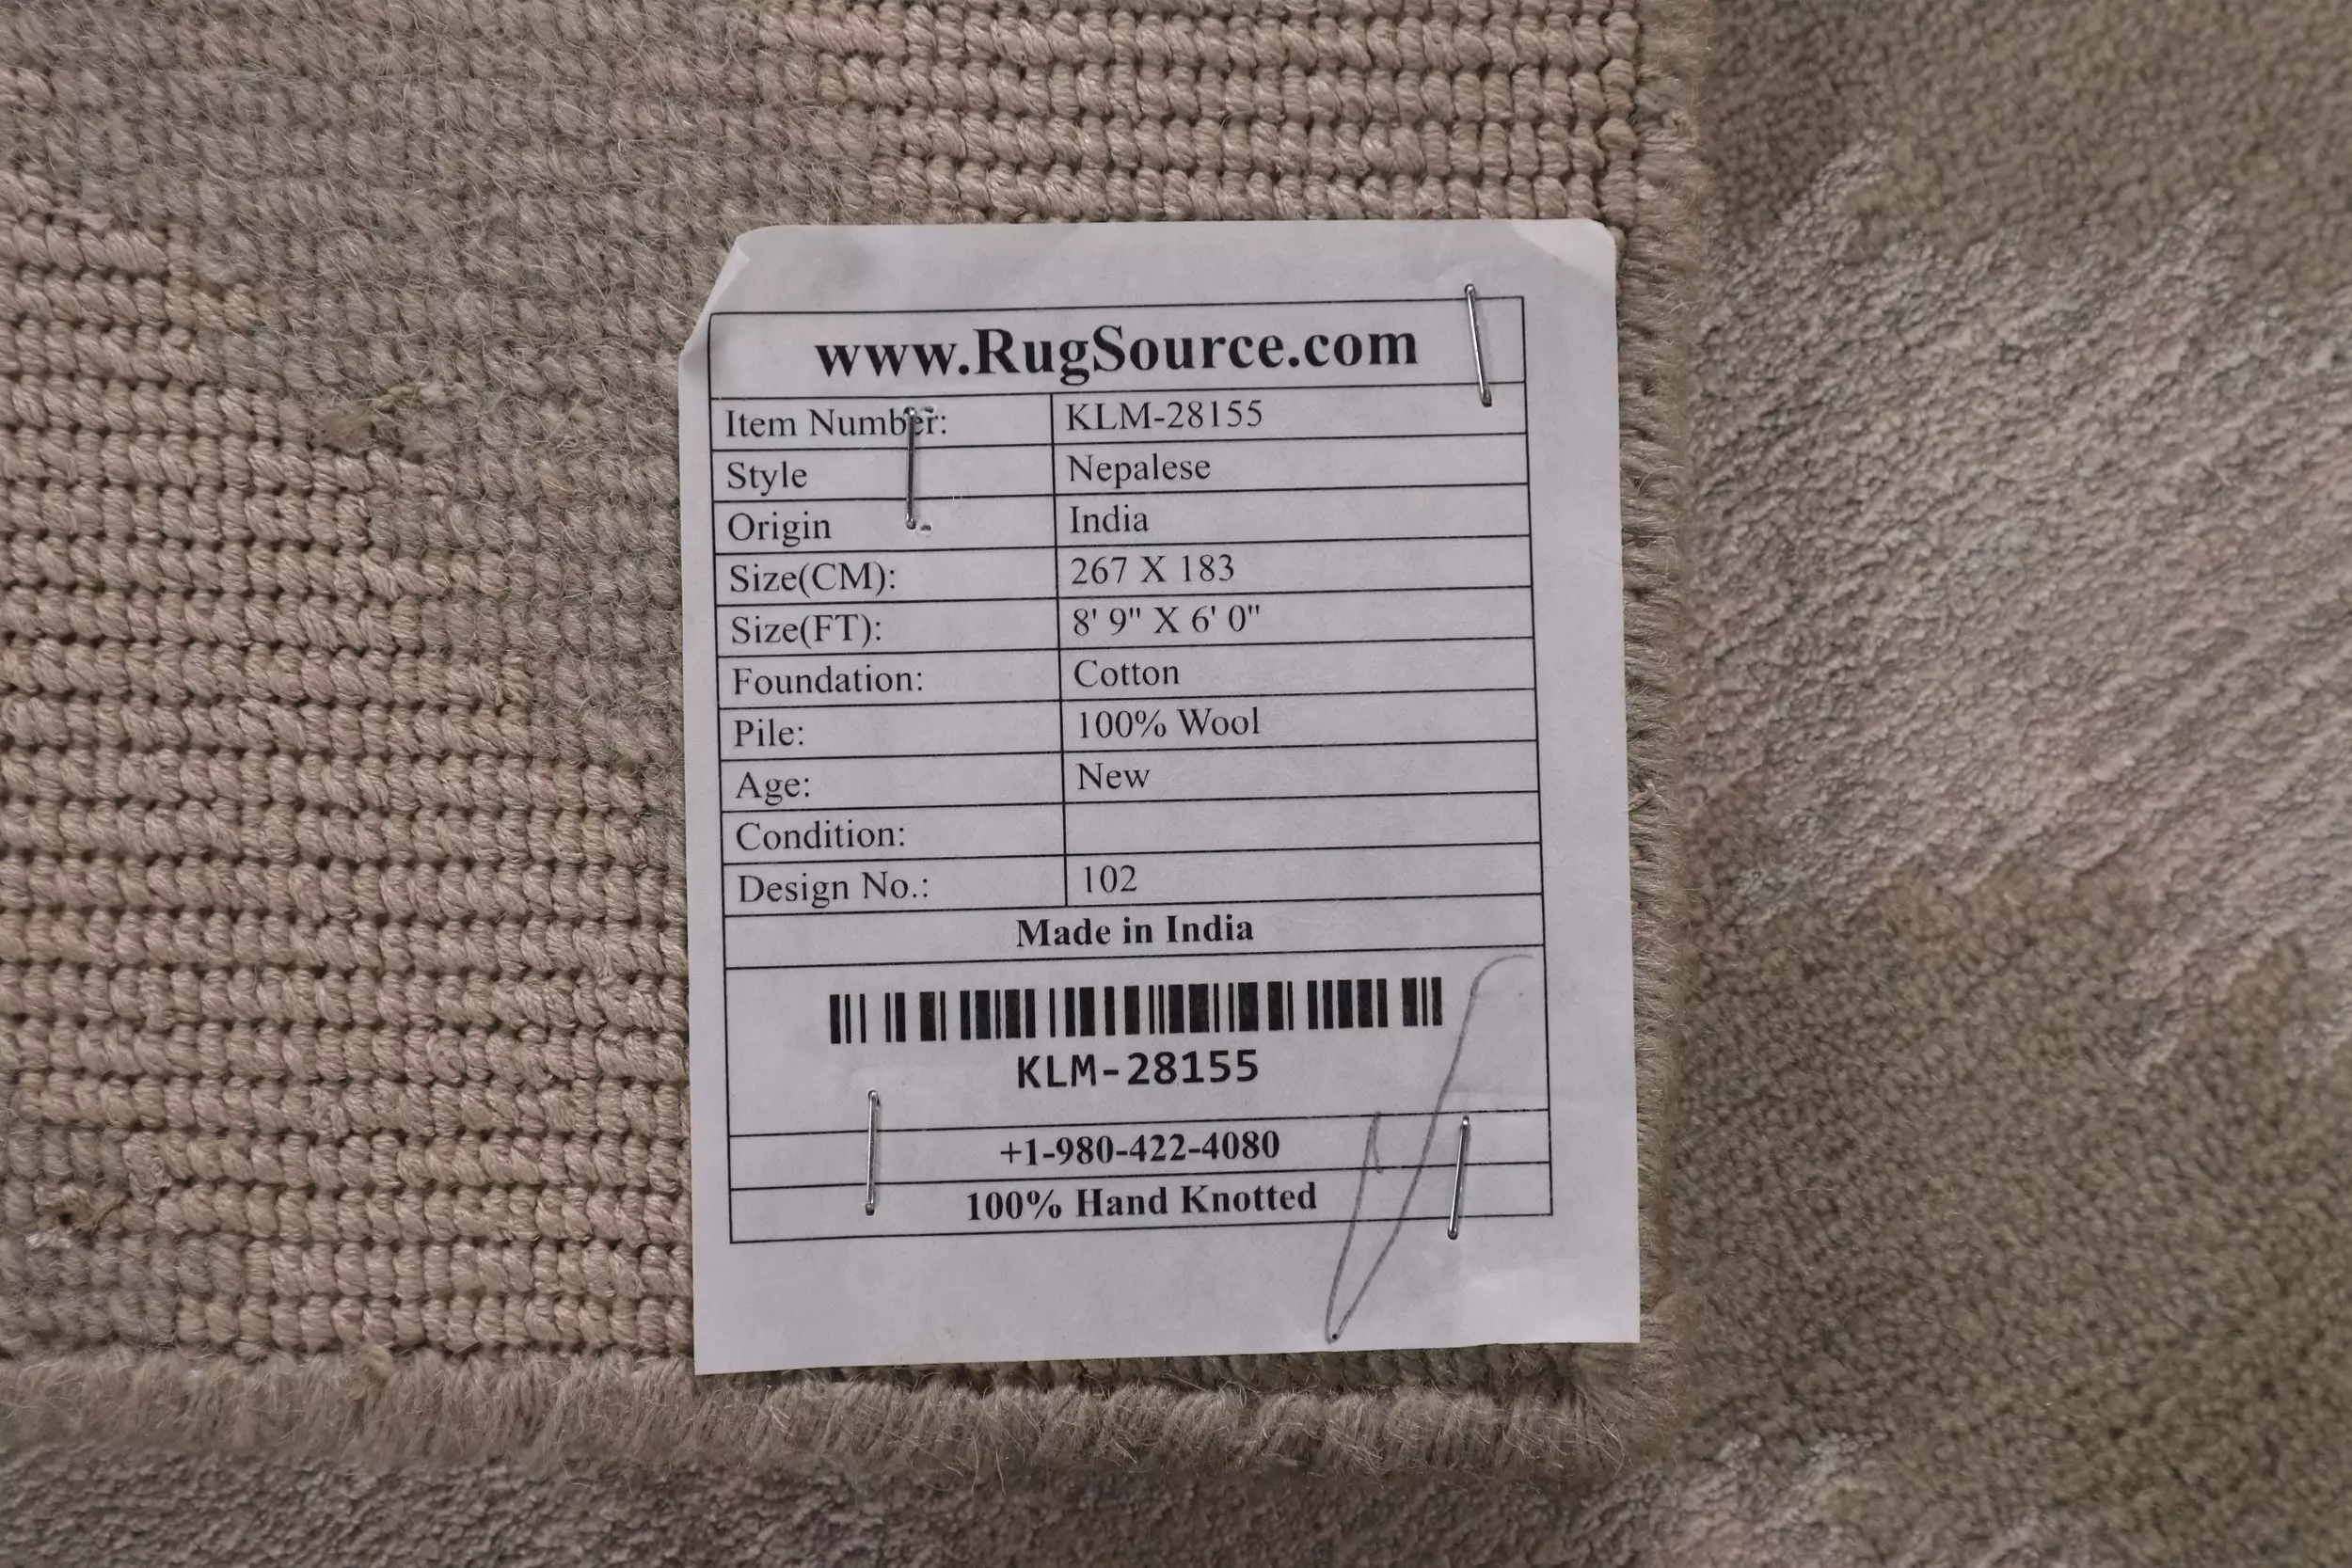 www.RugSource.com
Item Number: KLM-28155
Style Nepalese
Origin India
Size(CM): 267 X 183
Size(FT): 8' 9" X 6' 0"
Foundation: Cotton
Pile: 100% Wool
Age: New
Condition:
Design No.: 102
Made in India
KLM-28155
+1-980-422-4080
100% Hand Knotted